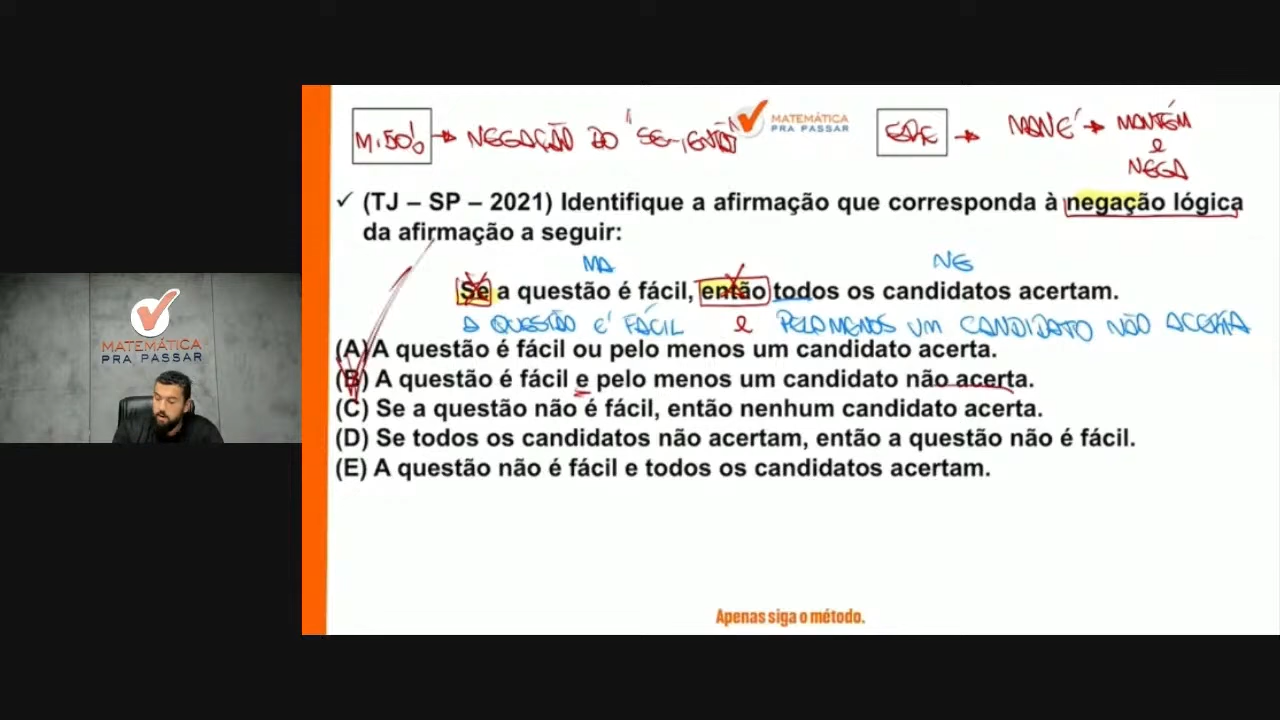 NEGAÇÃO DO "SE-,ENTÃO"
MATEMÁTICA
PRA PASSAR
MANÉ
MANTÉM
e
NEGA
✓ (TJ – SP – 2021) Identifique a afirmação que corresponda à negação lógica
da afirmação a seguir:
MA
NE
Se a questão é fácil, então todos os candidatos acertam.
A QUESTÃO É FÁCIL e PELO MENOS UM CANDIDATO NÃO ACERTA
(A) A questão é fácil ou pelo menos um candidato acerta.
(B) A questão é fácil e pelo menos um candidato não acerta.
(C) Se a questão não é fácil, então nenhum candidato acerta.
(D) Se todos os candidatos não acertam, então a questão não é fácil.
(E) A questão não é fácil e todos os candidatos acertam.
Apenas siga o método.
MATEMÁTICA
PRA PASSAR